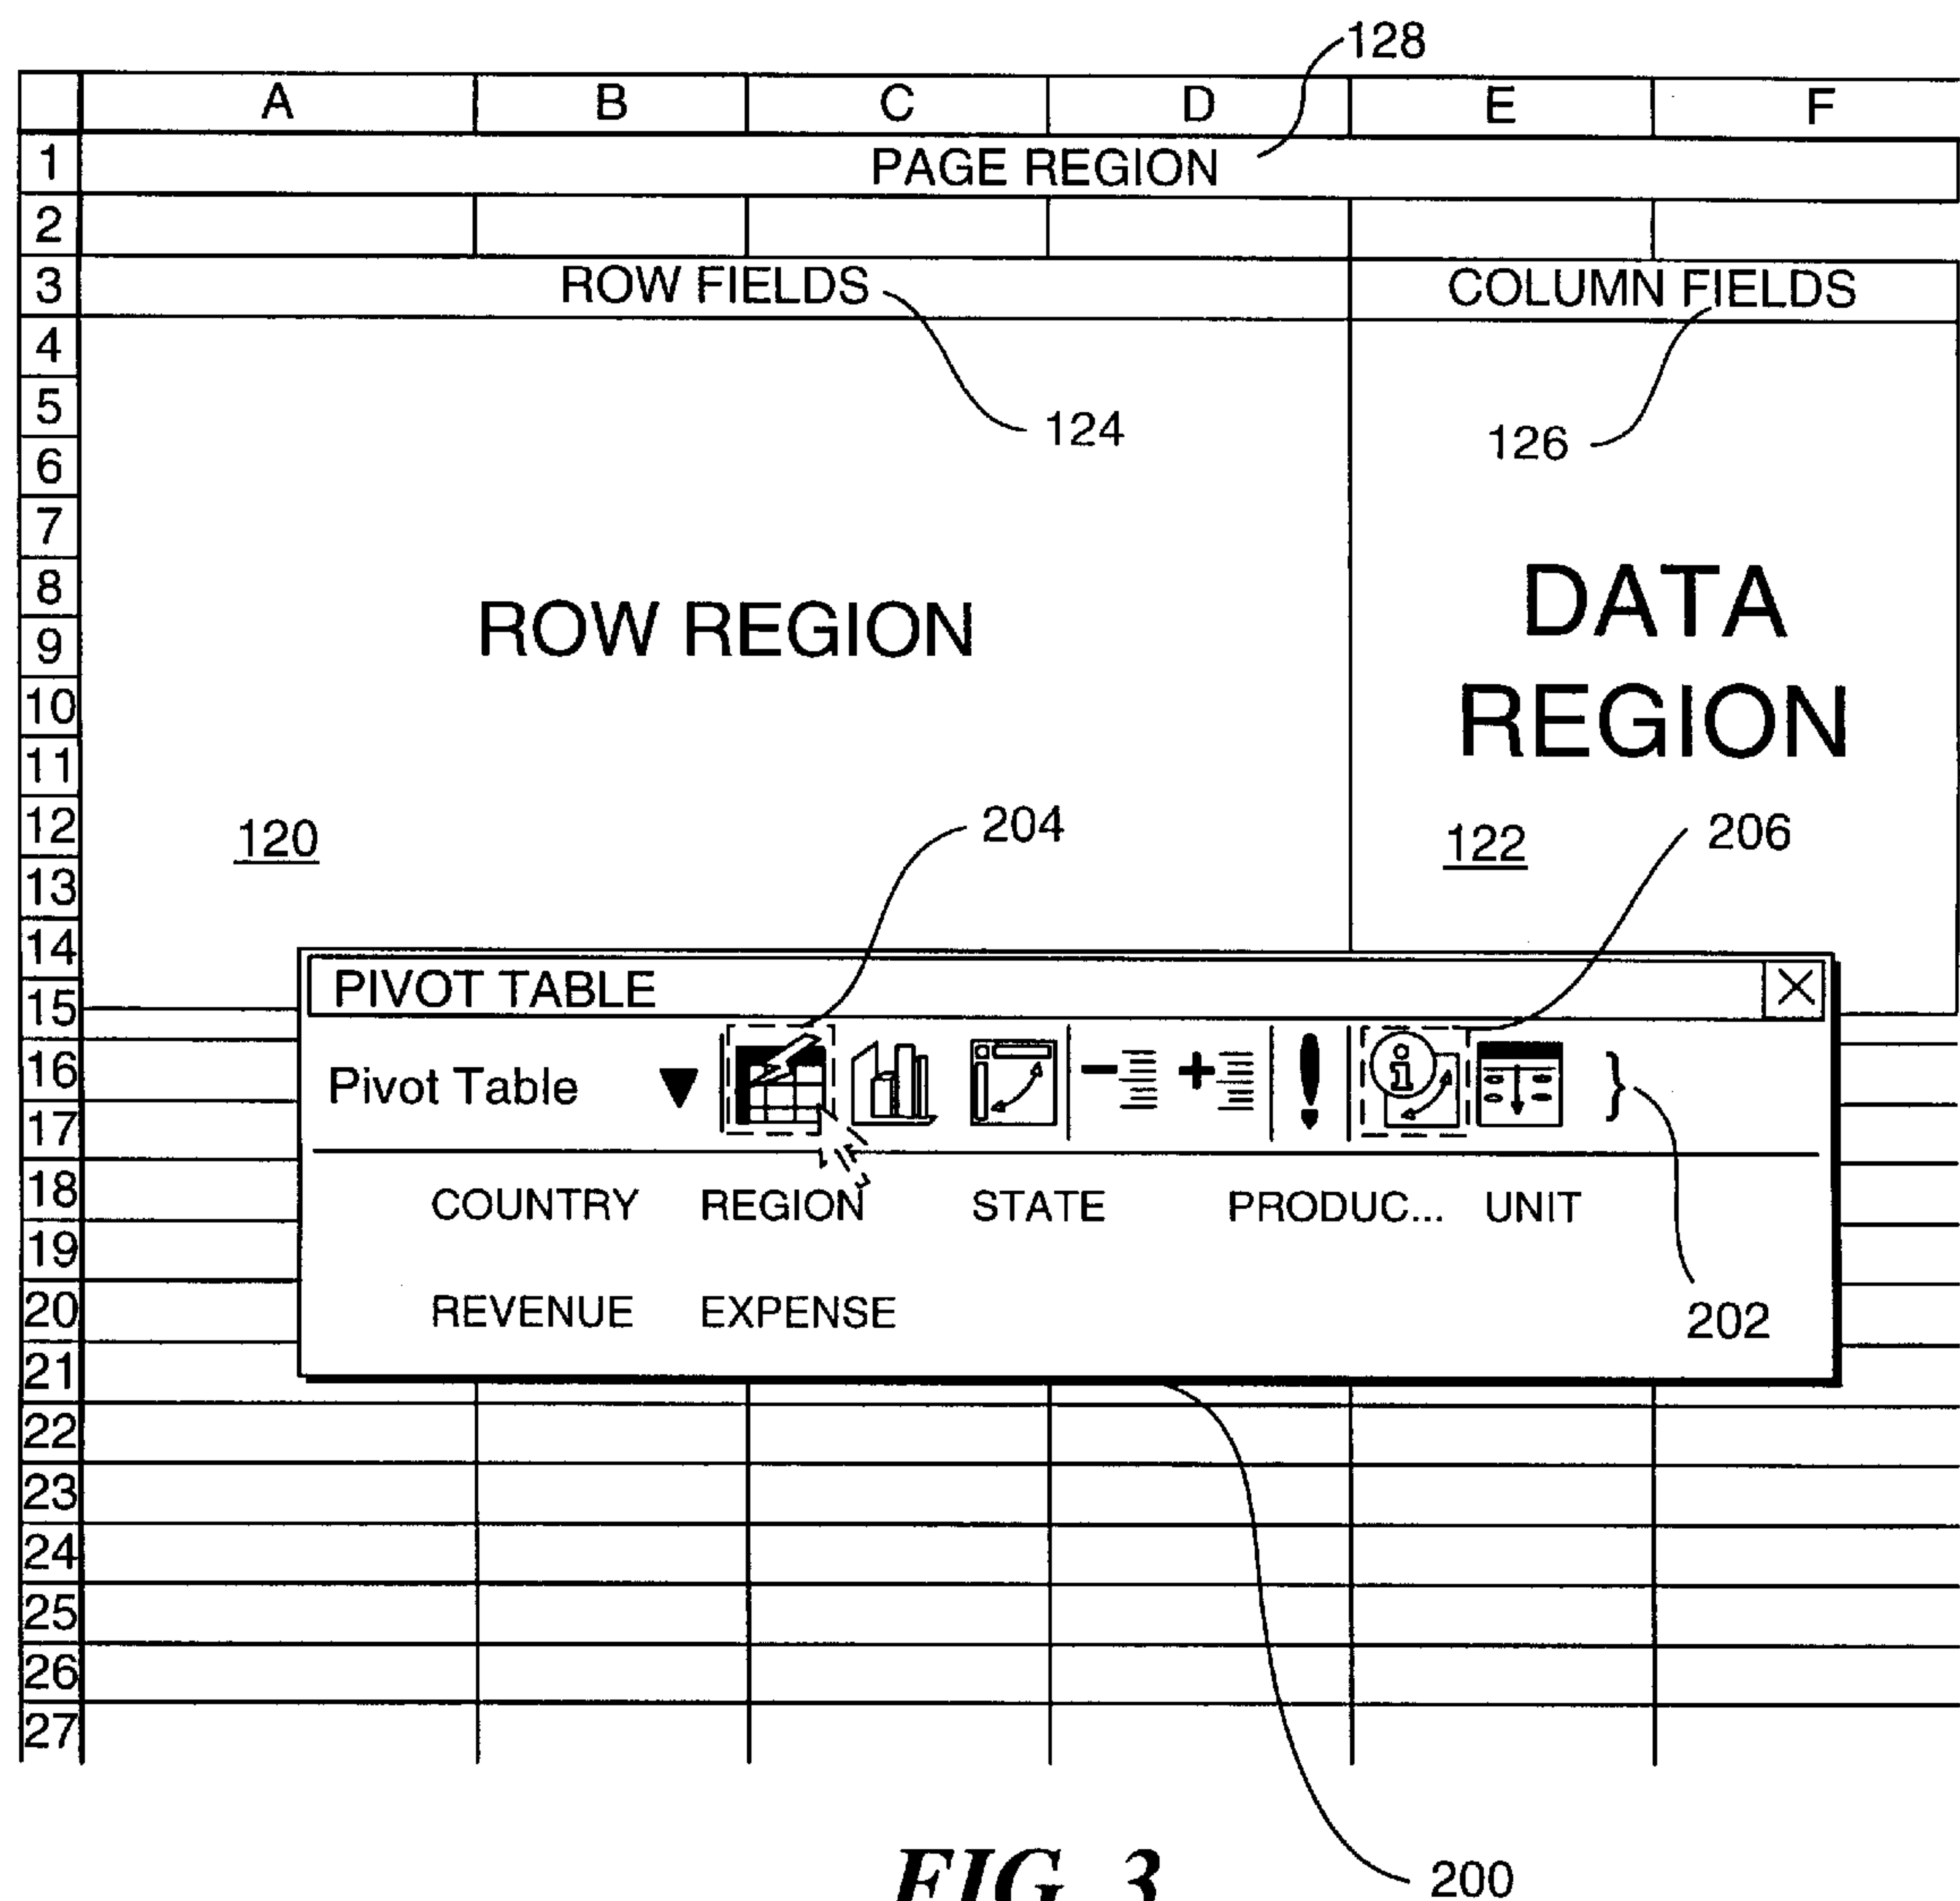 128
A B C D E F
1 PAGE REGION
2
3 ROW FIELDS COLUMN FIELDS
4
5 124 126
6
7
8 DATA
9 ROW REGION
10 REGION
11
12 120 204 122 206
13
14
15 PIVOT TABLE X
16 Pivot Table
17
18 COUNTRY REGION STATE PRODUC... UNIT
19
20 REVENUE EXPENSE 202
21
22
23
24
25
26
27
FIG. 3 200